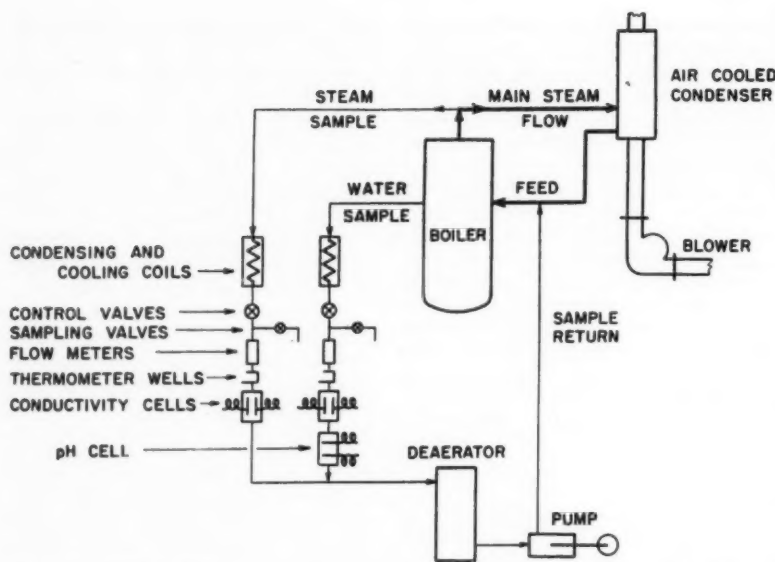 AIR COOLED
CONDENSER
STEAM
SAMPLE
MAIN STEAM
FLOW
WATER
SAMPLE
FEED
BOILER
BLOWER
CONDENSING AND
COOLING COILS
CONTROL VALVES
SAMPLING VALVES
FLOW METERS
THERMOMETER WELLS
CONDUCTIVITY CELLS
pH CELL
SAMPLE
RETURN
DEAERATOR
PUMP